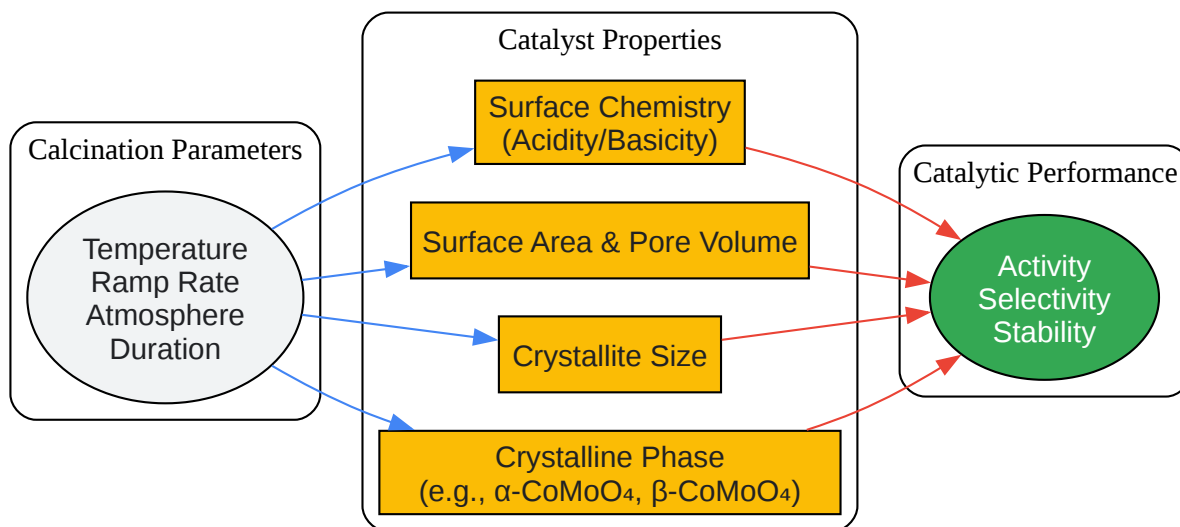 Calcination Parameters
Temperature
Ramp Rate
Atmosphere
Duration
Catalyst Properties
Surface Chemistry
(Acidity/Basicity)
Surface Area & Pore Volume
Crystallite Size
Crystalline Phase
(e.g., α-CoMoO₄, β-CoMoO₄)
Catalytic Performance
Activity
Selectivity
Stability